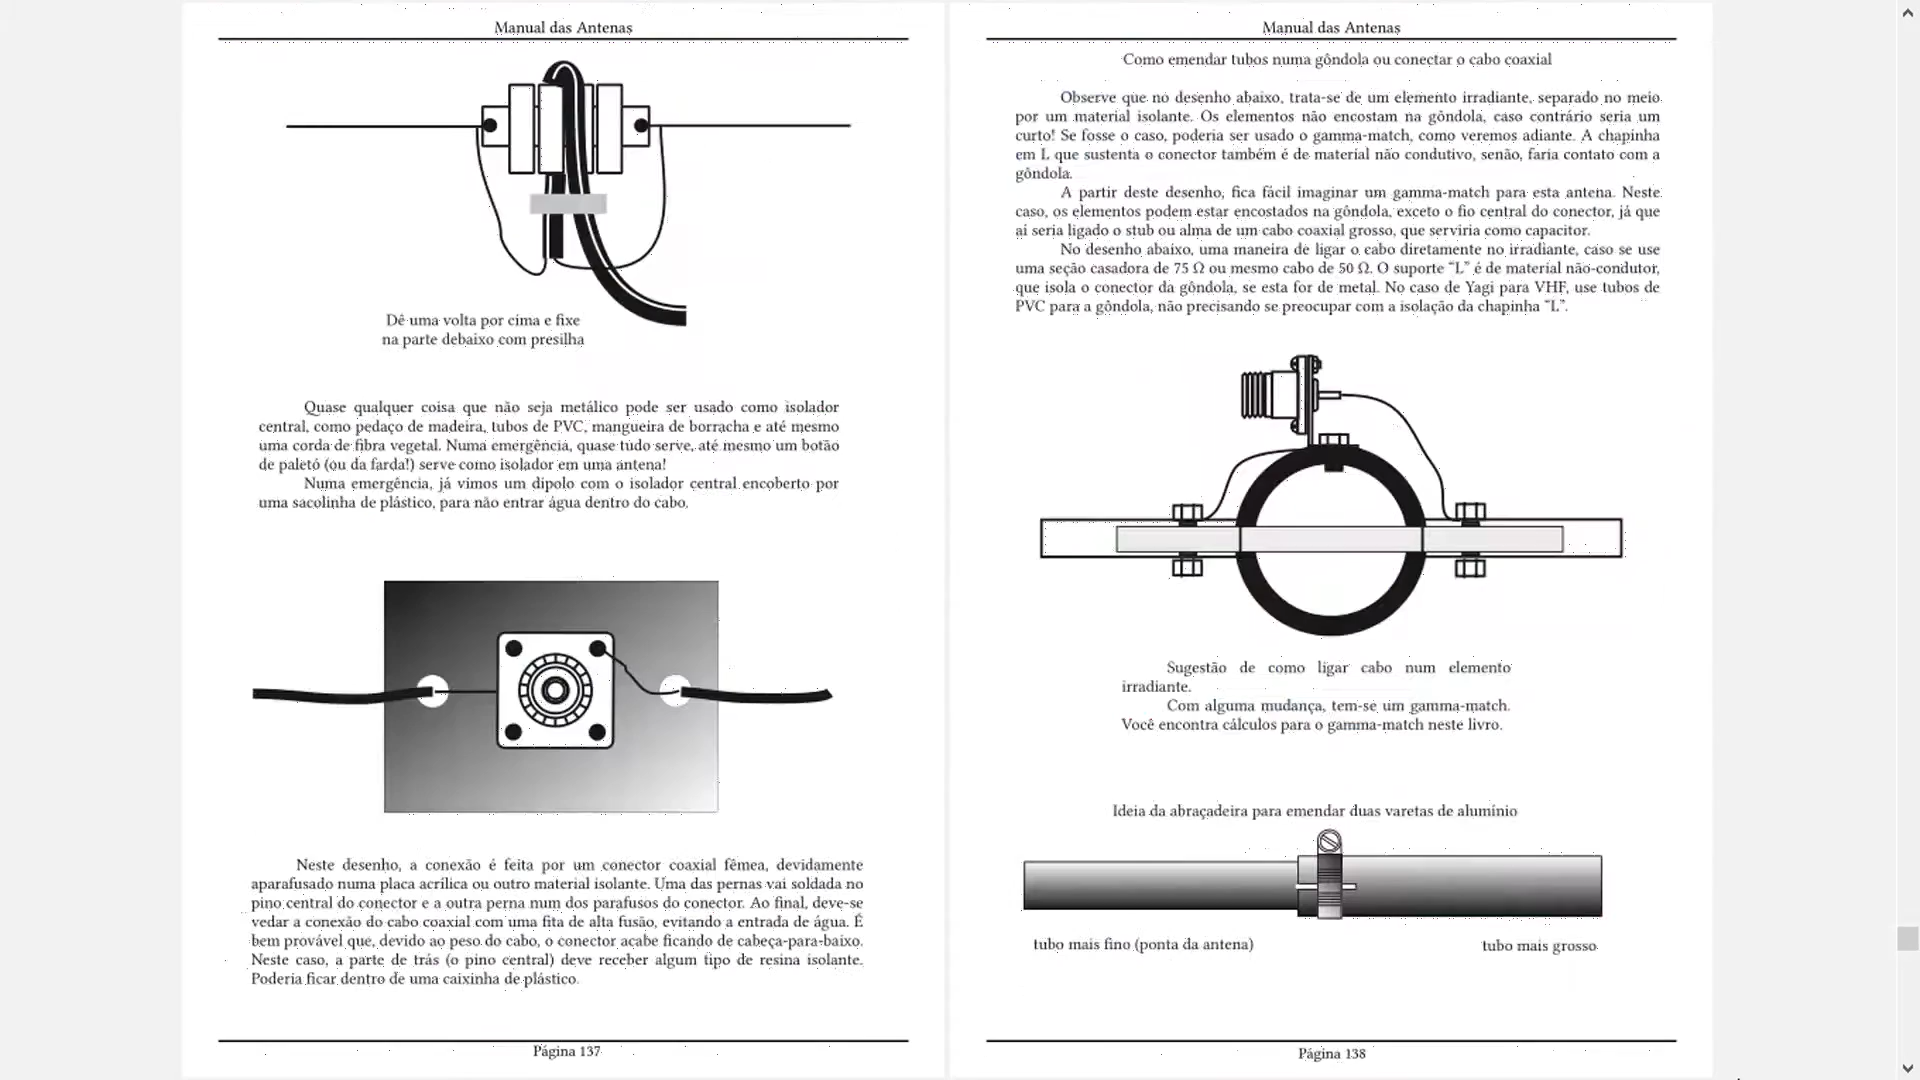 Manual das Antenas
Dê uma volta por cima e fixe
na parte debaixo com presilha
Quase qualquer coisa que não seja metálico pode ser usado como isolador
central, como pedaço de madeira, tubos de PVC, mangueira de borracha e até mesmo
uma corda de fibra vegetal. Numa emergência, quase tudo serve, até mesmo um botão
de paletó (ou da farda!) serve como isolador em uma antena!
Numa emergência, já vimos um dipolo com o isolador central encoberto por
uma sacolinha de plástico, para não entrar água dentro do cabo.
Neste desenho, a conexão é feita por um conector coaxial fêmea, devidamente
aparafusado numa placa acrílica ou outro material isolante. Uma das pernas vai soldada no
pino central do conector e a outra perna num dos parafusos do conector. Ao final, deve-se
vedar a conexão do cabo coaxial com uma fita de alta fusão, evitando a entrada de água. É
bem provável que, devido ao peso do cabo, o conector acabe ficando de cabeça-para-baixo.
Neste caso, a parte de trás (o pino central) deve receber algum tipo de resina isolante.
Poderia ficar dentro de uma caixinha de plástico.
Página 137
Manual das Antenas
Como emendar tubos numa gôndola ou conectar o cabo coaxial
Observe que no desenho abaixo, trata-se de um elemento irradiante, separado no meio
por um material isolante. Os elementos não encostam na gôndola, caso contrário seria um
curto! Se fosse o caso, poderia ser usado o gamma-match, como veremos adiante. A chapinha
em L que sustenta o conector também é de material não condutivo, senão, faria contato com a
gôndola.
A partir deste desenho, fica fácil imaginar um gamma-match para esta antena. Neste
caso, os elementos podem estar encostados na gôndola, exceto o fio central do conector, já que
aí seria ligado o stub ou alma de um cabo coaxial grosso, que serviria como capacitor.
No desenho abaixo, uma maneira de ligar o cabo diretamente no irradiante, caso se use
uma seção casadora de 75 Ω ou mesmo cabo de 50 Ω. O suporte “L” é de material não-condutor,
que isola o conector da gôndola, se esta for de metal. No caso de Yagi para VHF, use tubos de
PVC para a gôndola, não precisando se preocupar com a isolação da chapinha “L”.
Sugestão de como ligar cabo num elemento
irradiante.
Com alguma mudança, tem-se um gamma-match.
Você encontra cálculos para o gamma-match neste livro.
Ideia da abraçadeira para emendar duas varetas de alumínio
tubo mais fino (ponta da antena)
tubo mais grosso
Página 138